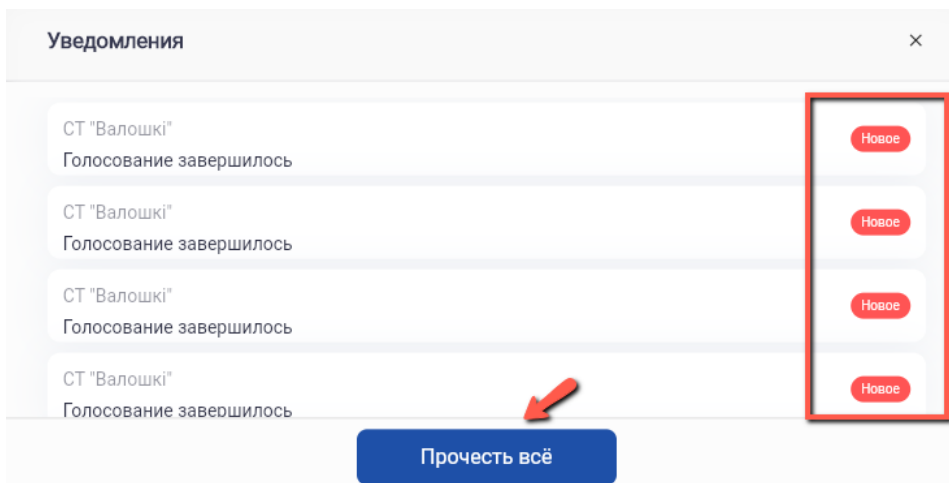 Уведомления
СТ "Валошкі"
Новое
Голосование завершилось
СТ "Валошкі"
Новое
Голосование завершилось
СТ "Валошкі"
Новое
Голосование завершилось
СТ "Валошкі"
Новое
Голосование завершилось
Прочесть всё